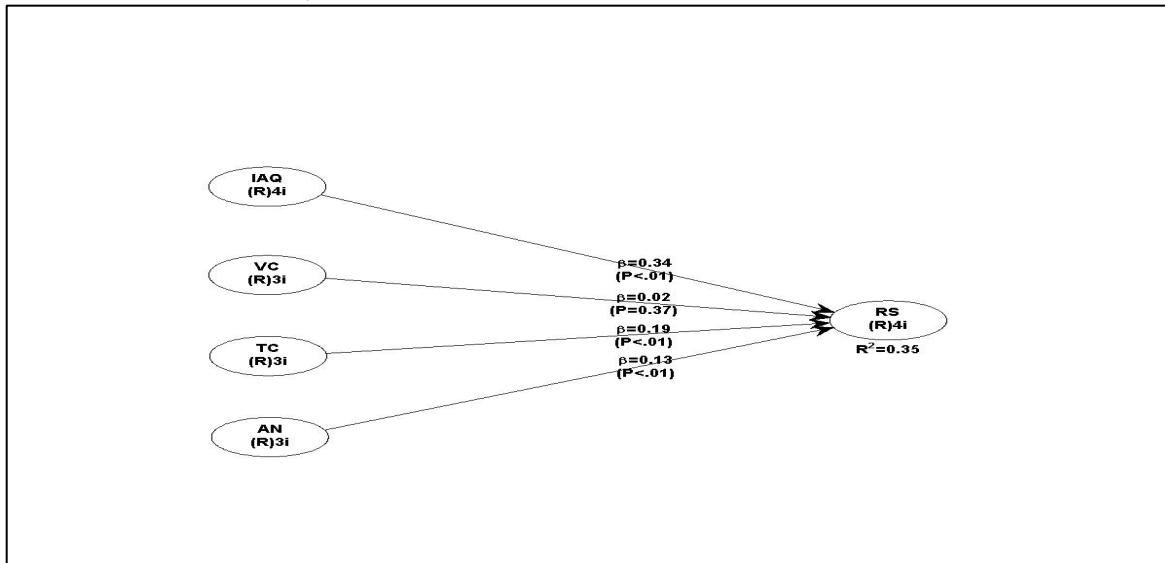 IAQ
(R)4i
VC
(R)3i
TC
(R)3i
AN
(R)3i
β=0.34
(P<.01)
β=0.02
(P=0.37)
β=0.19
(P<.01)
β=0.13
(P<.01)
RS
(R)4i
R²=0.35